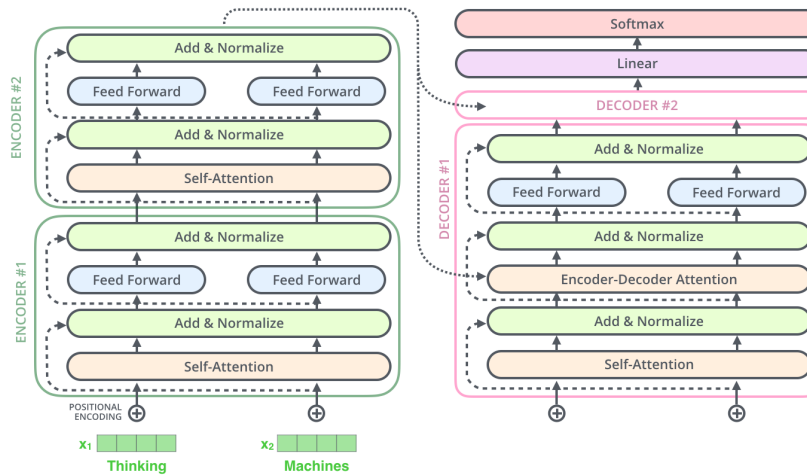 ENCODER #2
Add & Normalize
Feed Forward
Feed Forward
Add & Normalize
Self-Attention
ENCODER #1
Add & Normalize
Feed Forward
Feed Forward
Add & Normalize
Self-Attention
POSITIONAL
ENCODING
x1
x2
Thinking
Machines
Softmax
Linear
DECODER #2
DECODER #1
Add & Normalize
Feed Forward
Feed Forward
Add & Normalize
Encoder-Decoder Attention
Add & Normalize
Self-Attention